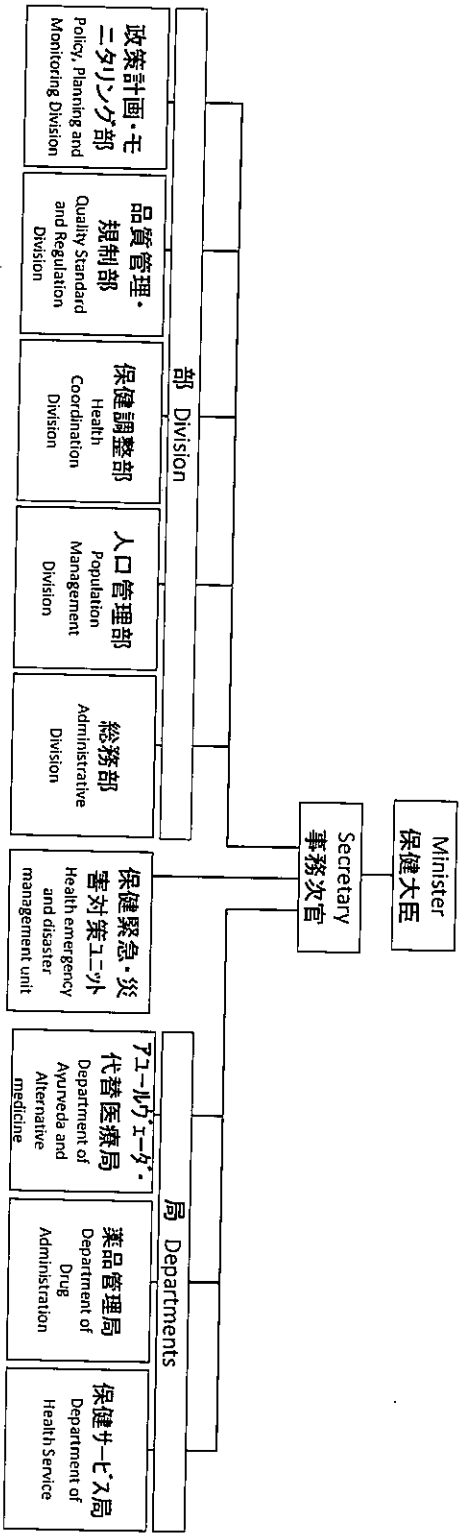 Minister
保健大臣
Secretary
事務次官
部 Division
局 Departments
政策計画・モ
ニタリング部
Policy, Planning and
Monitoring Division
品質管理・
規制部
Quality Standard
and Regulation
Division
保健調整部
Health
Coordination
Division
人口管理部
Population
Management
Division
総務部
Administrative
Division
保健緊急・災
害対策ユニット
Health emergency
and disaster
management unit
アユールヴェーダ・
代替医療局
Department of
Ayurveda and
Alternative
medicine
薬品管理局
Department of
Drug
Administration
保健サービス局
Department of
Health Service